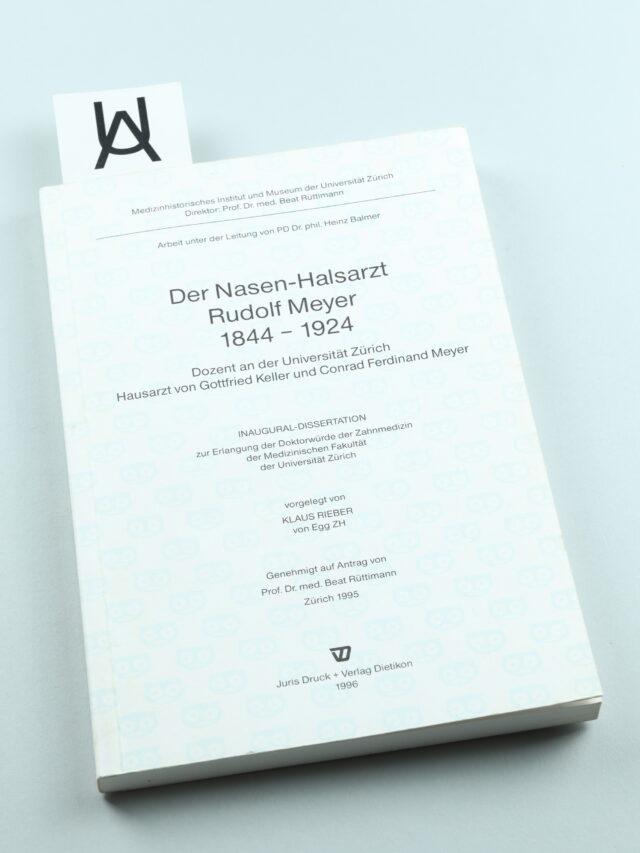 UA
Medizinhistorisches Institut und Museum der Universität Zürich
Direktor: Prof. Dr. med. Beat Rüttimann
Arbeit unter der Leitung von PD Dr. phil. Heinz Balmer
Der Nasen-Halsarzt
Rudolf Meyer
1844 – 1924
Dozent an der Universität Zürich
Hausarzt von Gottfried Keller und Conrad Ferdinand Meyer
INAUGURAL-DISSERTATION
zur Erlangung der Doktorwürde der Zahnmedizin
der Medizinischen Fakultät
der Universität Zürich
vorgelegt von
KLAUS RIEBER
von Egg ZH
Genehmigt auf Antrag von
Prof. Dr. med. Beat Rüttimann
Zürich 1995
Juris Druck + Verlag Dietikon
1996